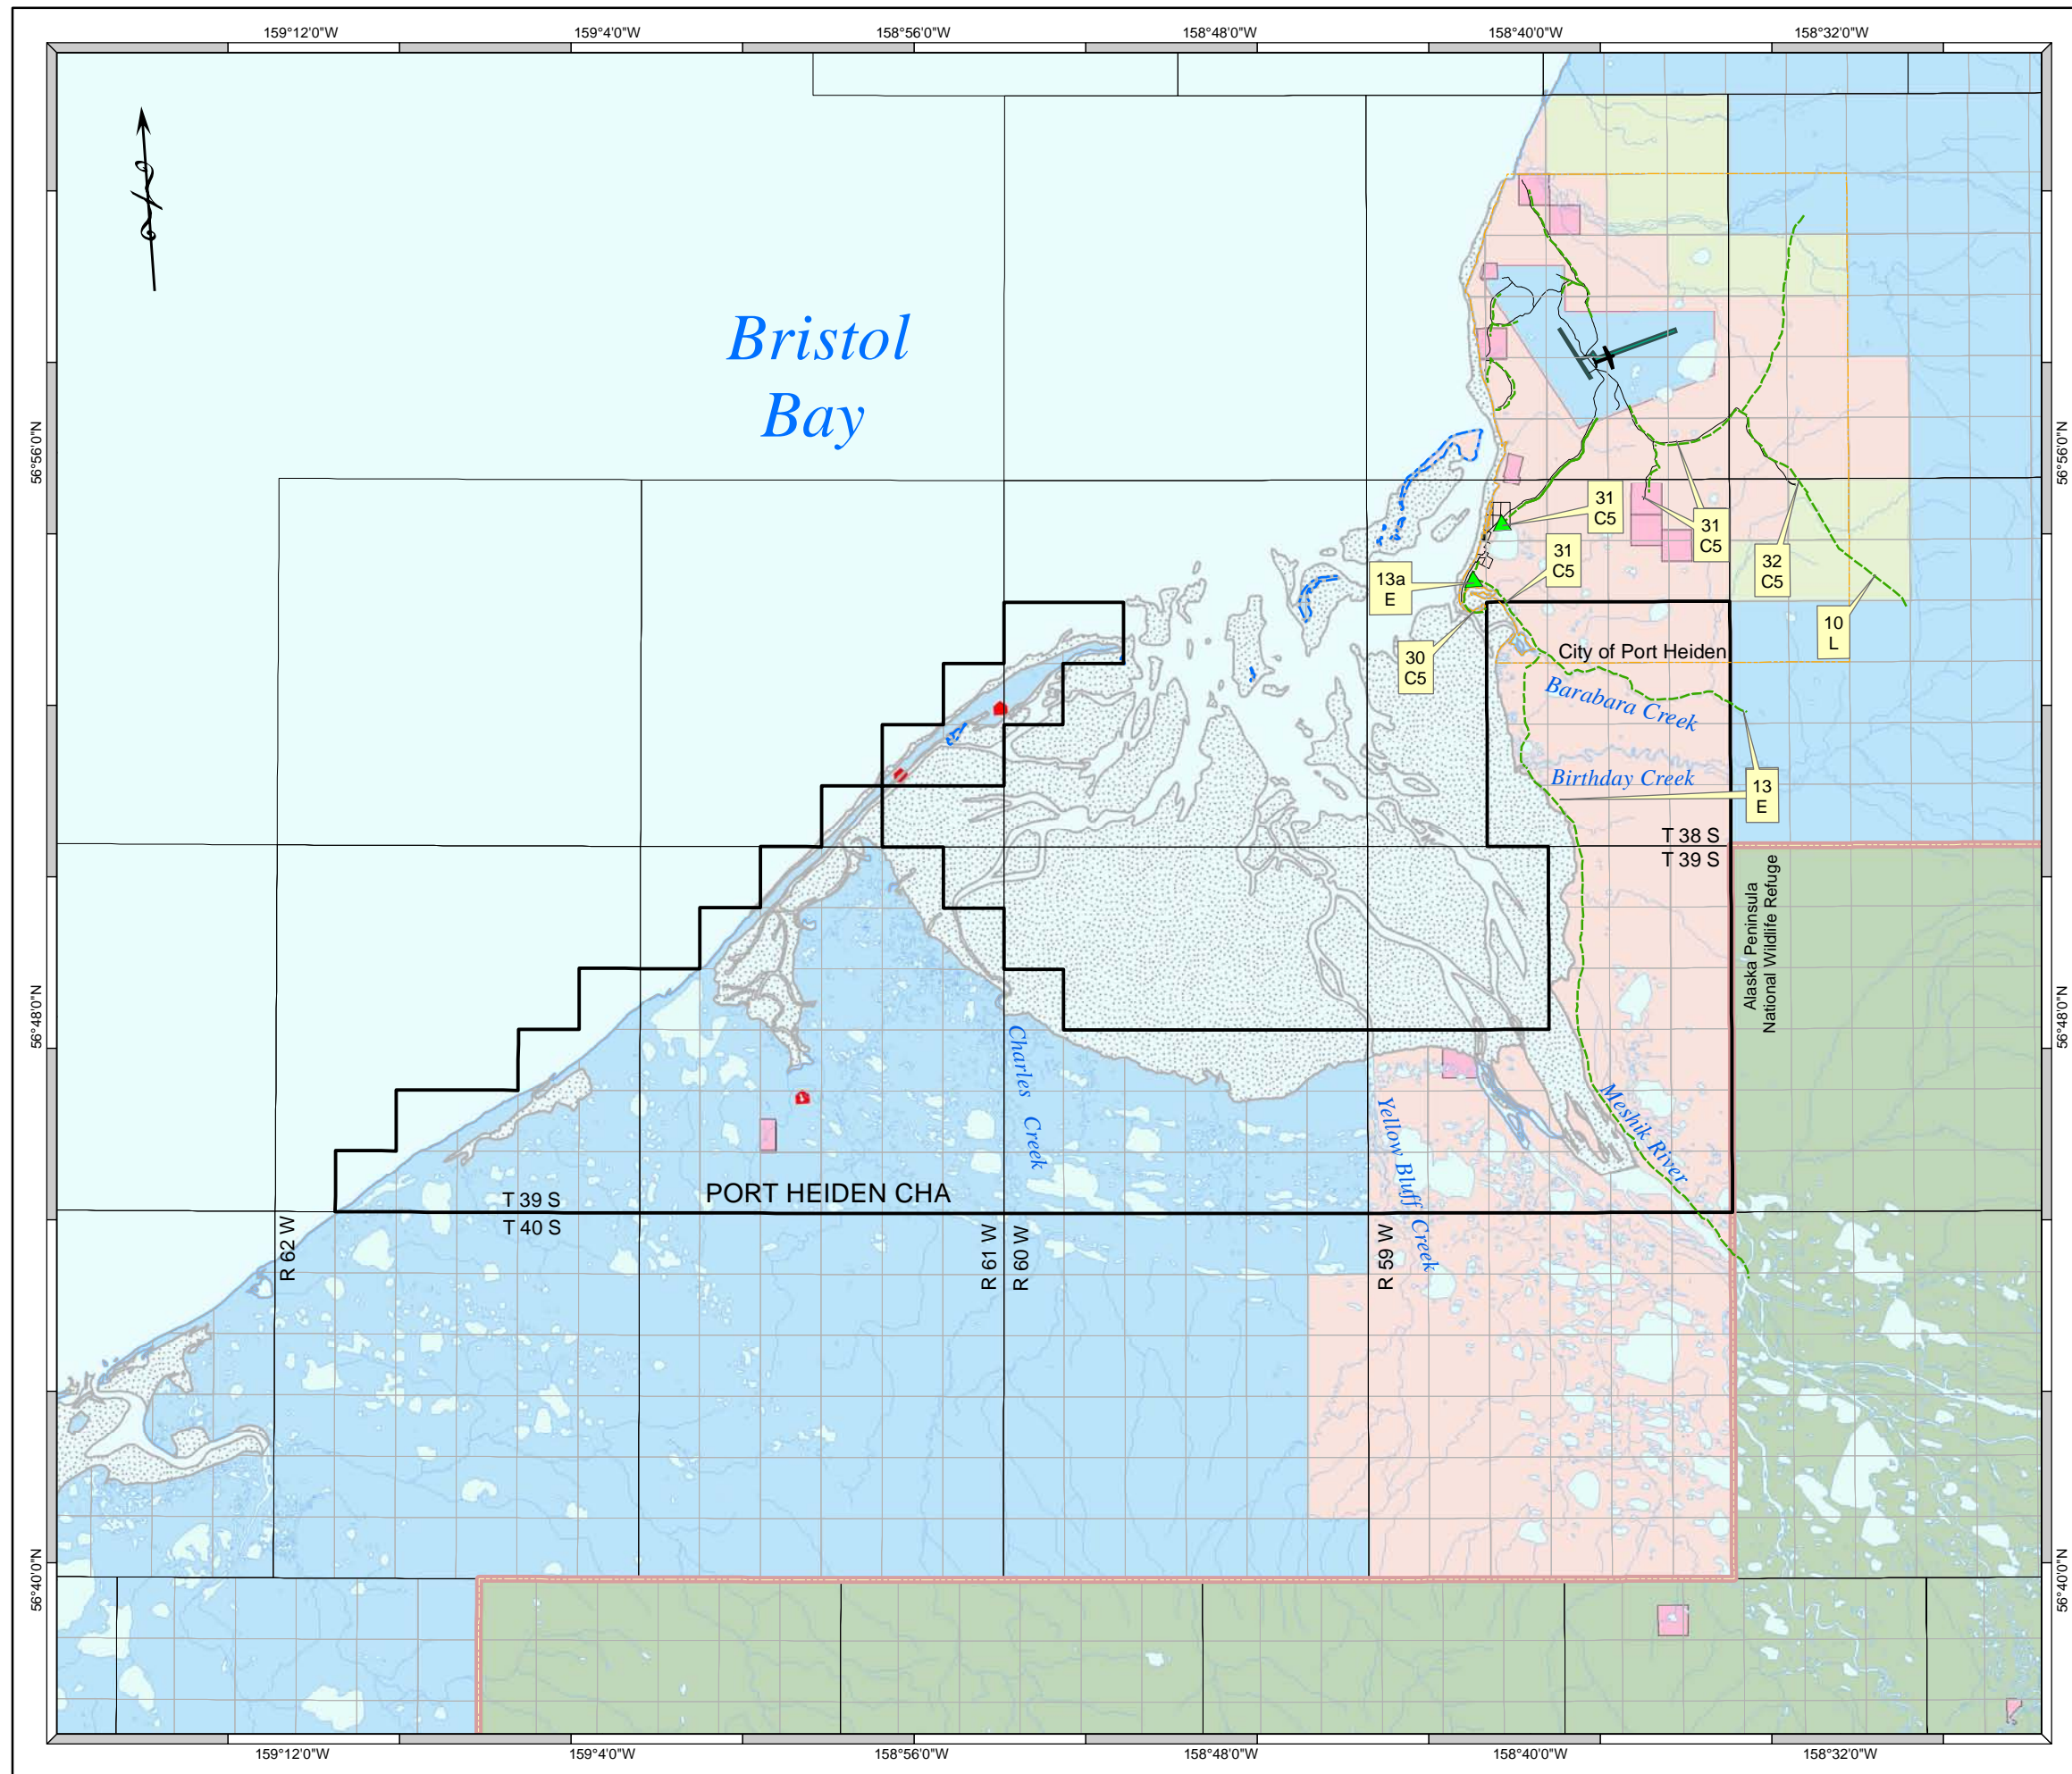 159°12'0"W
159°4'0"W
158°56'0"W
158°48'0"W
158°40'0"W
158°32'0"W
Bristol
Bay
56°56'0"N
56°56'0"N
31
C5
31
C5
31
C5
32
C5
13a
E
10
L
30
C5
City of Port Heiden
Barabara Creek
Birthday Creek
13
E
T 38 S
T 39 S
Alaska Peninsula
National Wildlife Refuge
56°48'0"N
56°48'0"N
Charles Creek
Yellow Bluff Creek
Meshik River
PORT HEIDEN CHA
T 39 S
T 40 S
R 62 W
R 61 W
R 60 W
R 59 W
56°40'0"N
56°40'0"N
159°12'0"W
159°4'0"W
158°56'0"W
158°48'0"W
158°40'0"W
158°32'0"W